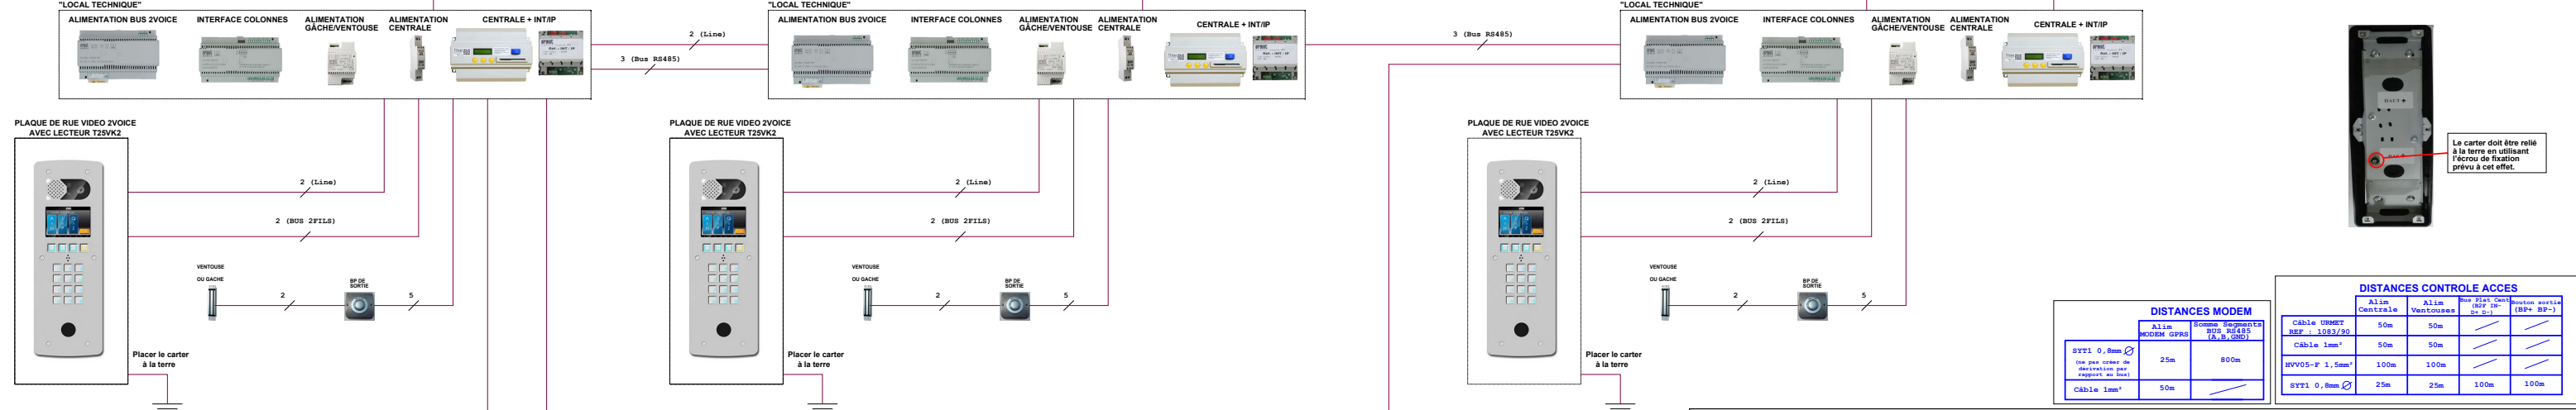 "LOCAL TECHNIQUE"
ALIMENTATION BUS 2VOICE
INTERFACE COLONNES
ALIMENTATION
GÂCHE/VENTOUSE
ALIMENTATION
CENTRALE
CENTRALE + INT/IP
2 (Line)
3 (Bus RS485)
PLAQUE DE RUE VIDEO 2VOICE
AVEC LECTEUR T25VK2
2 (Line)
2 (BUS 2FILS)
VENTOUSE
OU GACHE
BP DE
SORTIE
2
5
Placer le carter
à la terre
"LOCAL TECHNIQUE"
ALIMENTATION BUS 2VOICE
INTERFACE COLONNES
ALIMENTATION
GÂCHE/VENTOUSE
ALIMENTATION
CENTRALE
CENTRALE + INT/IP
3 (Bus RS485)
PLAQUE DE RUE VIDEO 2VOICE
AVEC LECTEUR T25VK2
2 (Line)
2 (BUS 2FILS)
VENTOUSE
OU GACHE
BP DE
SORTIE
2
5
Placer le carter
à la terre
"LOCAL TECHNIQUE"
ALIMENTATION BUS 2VOICE
INTERFACE COLONNES
ALIMENTATION
GÂCHE/VENTOUSE
ALIMENTATION
CENTRALE
CENTRALE + INT/IP
PLAQUE DE RUE VIDEO 2VOICE
AVEC LECTEUR T25VK2
2 (Line)
2 (BUS 2FILS)
VENTOUSE
OU GACHE
BP DE
SORTIE
2
5
Placer le carter
à la terre
HAUT
Le carter doit être relié
à la terre en utilisant
l'écrou de fixation
prévu à cet effet.
DISTANCES MODEM
Alim
MODEM GPRS
Somme Segments
BUS RS485
(A,B,GND)
SYT1 0,8mm Ø
(ne pas créer de
dérivation par
rapport au bus)
25m
800m
Câble 1mm²
50m
DISTANCES CONTROLE ACCES
Alim
Centrale
Alim
Ventouses
Bus Plat Cent
(B2F IN-
D+ D-)
Bouton sortie
(BP+ BP-)
Câble URMET
REF : 1083/90
50m
50m
Câble 1mm²
50m
50m
HVV05-F 1,5mm²
100m
100m
SYT1 0,8mm Ø
25m
25m
100m
100m